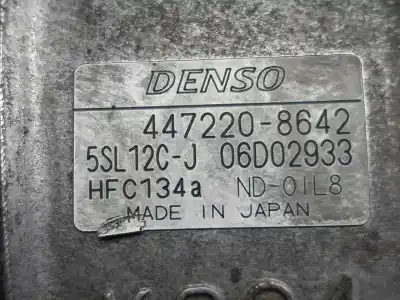 DENSO
447220-8642
5SL12C-J 06D02933
HFC134a ND-OIL8
MADE IN JAPAN